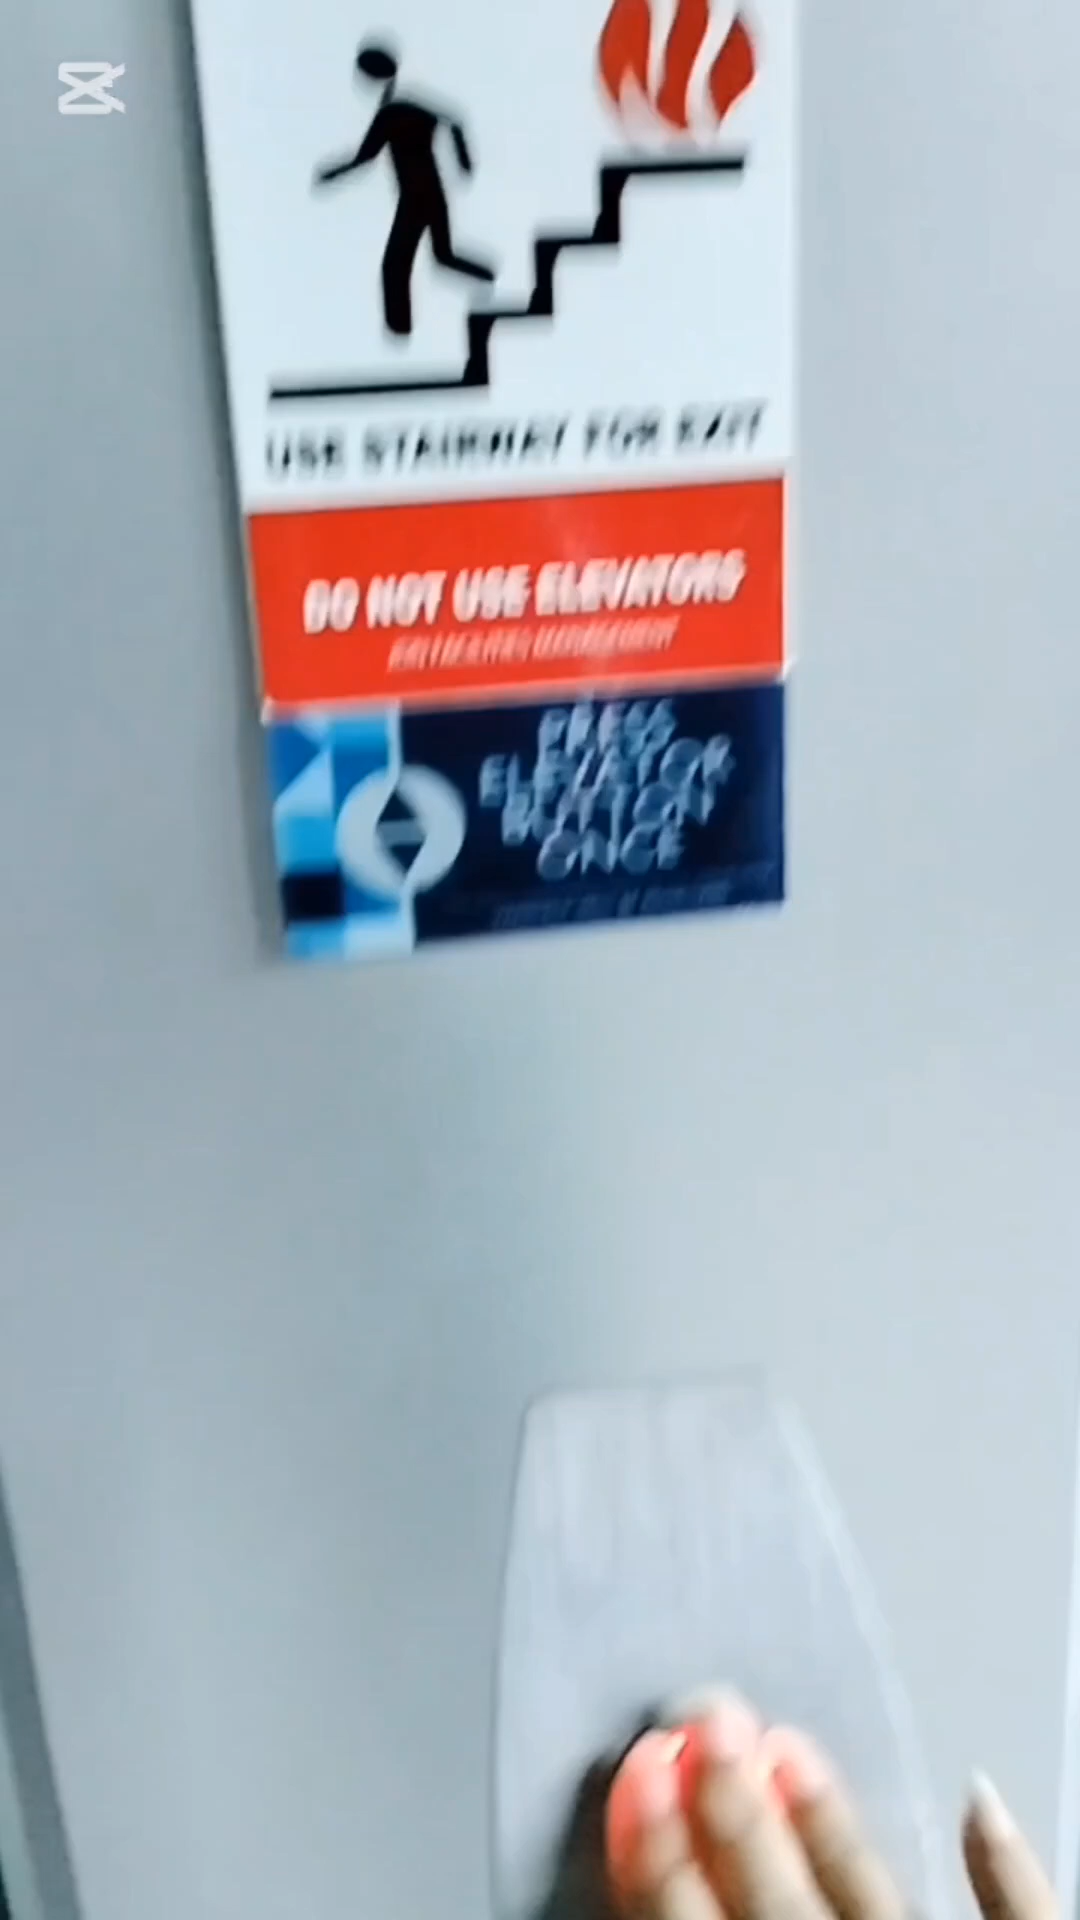 USE STAIRWAY FOR EXIT
DO NOT USE ELEVATORS
PRESS
ELEVATOR
BUTTON
ONCE